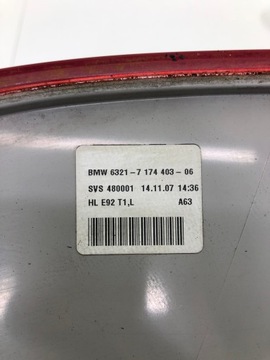 BMW 6321-7 174 403-06
SVS 480001 14.11.07 14:36
HL E92 T1,L A63